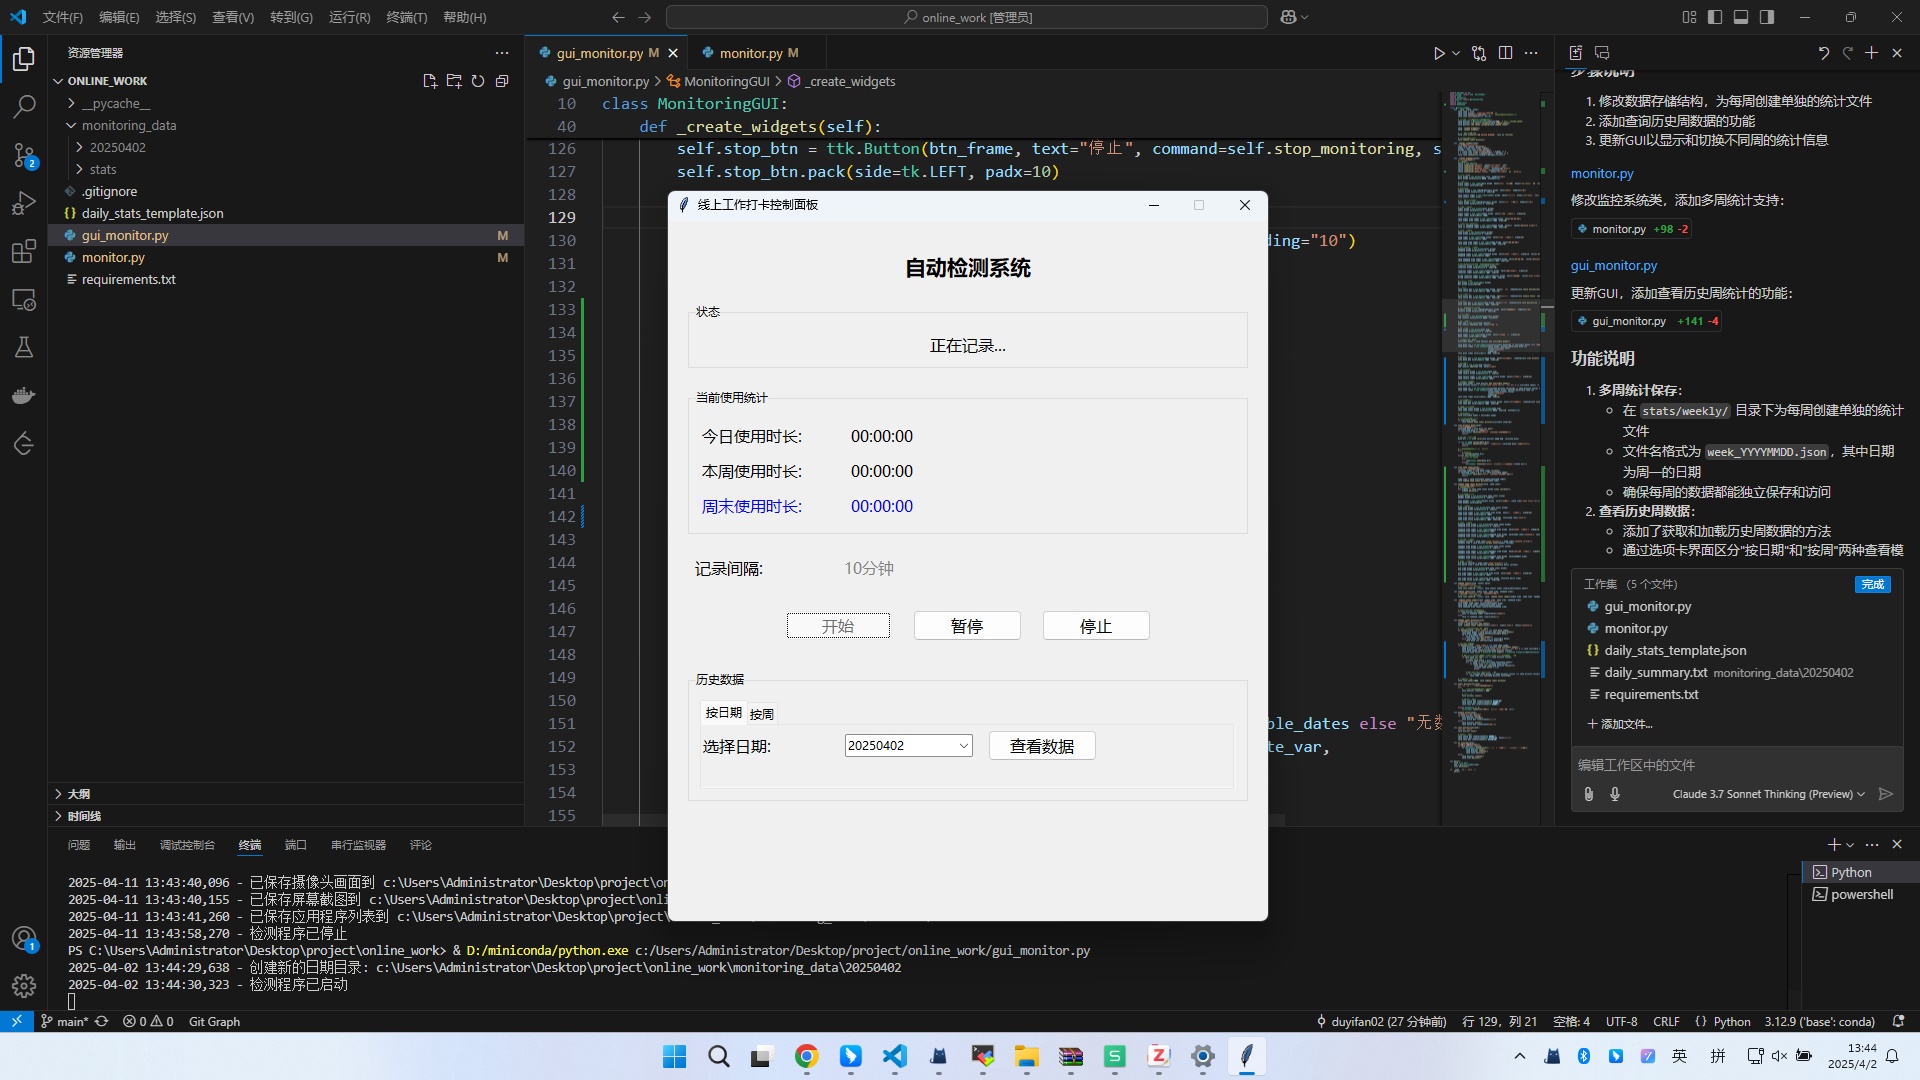 文件(F) 编辑(E) 选择(S) 查看(V) 转到(G) 运行(R) 终端(T) 帮助(H)
online_work [管理员]
资源管理器
ONLINE_WORK
__pycache__
monitoring_data
20250402
stats
.gitignore
daily_stats_template.json
gui_monitor.py M
monitor.py M
requirements.txt
大纲
时间线
gui_monitor.py M
monitor.py M
gui_monitor.py > MonitoringGUI > _create_widgets
10 class MonitoringGUI:
40 def _create_widgets(self):
126 self.stop_btn = ttk.Button(btn_frame, text="停止", command=self.stop_monitoring, s
127 self.stop_btn.pack(side=tk.LEFT, padx=10)
128
129
130 ding="10")
131
132
133
134
135
136
137
138
139
140
141
142
143
144
145
146
147
148
149
150
151 ble_dates else "无数
152 te_var,
153
154
155
线上工作打卡控制面板
自动检测系统
状态
正在记录...
当前使用统计
今日使用时长: 00:00:00
本周使用时长: 00:00:00
周末使用时长: 00:00:00
记录间隔: 10分钟
开始 暂停 停止
历史数据
按日期 按周
选择日期: 20250402 查看数据
步骤说明
1. 修改数据存储结构，为每周创建单独的统计文件
2. 添加查询历史周数据的功能
3. 更新GUI以显示和切换不同周的统计信息
monitor.py
修改监控系统类，添加多周统计支持：
monitor.py +98 -2
gui_monitor.py
更新GUI，添加查看历史周统计的功能：
gui_monitor.py +141 -4
功能说明
1. 多周统计保存：
在 stats/weekly/ 目录下为每周创建单独的统计
文件
文件名格式为 week_YYYYMMDD.json，其中日期
为周一的日期
确保每周的数据都能独立保存和访问
2. 查看历史周数据：
添加了获取和加载历史周数据的方法
通过选项卡界面区分"按日期"和"按周"两种查看模
工作集 (5 个文件) 完成
gui_monitor.py
monitor.py
daily_stats_template.json
daily_summary.txt monitoring_data\20250402
requirements.txt
添加文件...
编辑工作区中的文件
Claude 3.7 Sonnet Thinking (Preview)
问题 输出 调试控制台 终端 端口 串行监视器 评论
2025-04-11 13:43:40,096 - 已保存摄像头画面到 c:\Users\Administrator\Desktop\project\on
2025-04-11 13:43:40,155 - 已保存屏幕截图到 c:\Users\Administrator\Desktop\project\onli
2025-04-11 13:43:41,260 - 已保存应用程序列表到 c:\Users\Administrator\Desktop\project\
2025-04-11 13:43:58,270 - 检测程序已停止
PS C:\Users\Administrator\Desktop\project\online_work> & D:/miniconda/python.exe c:/Users/Administrator/Desktop/project/online_work/gui_monitor.py
2025-04-02 13:44:29,638 - 创建新的日期目录: c:\Users\Administrator\Desktop\project\online_work\monitoring_data\20250402
2025-04-02 13:44:30,323 - 检测程序已启动
Python
powershell
main* 0 0 Git Graph
duyifan02 (27 分钟前) 行 129，列 21 空格: 4 UTF-8 CRLF Python 3.12.9 ('base': conda)
英 拼 13:44
2025/4/2